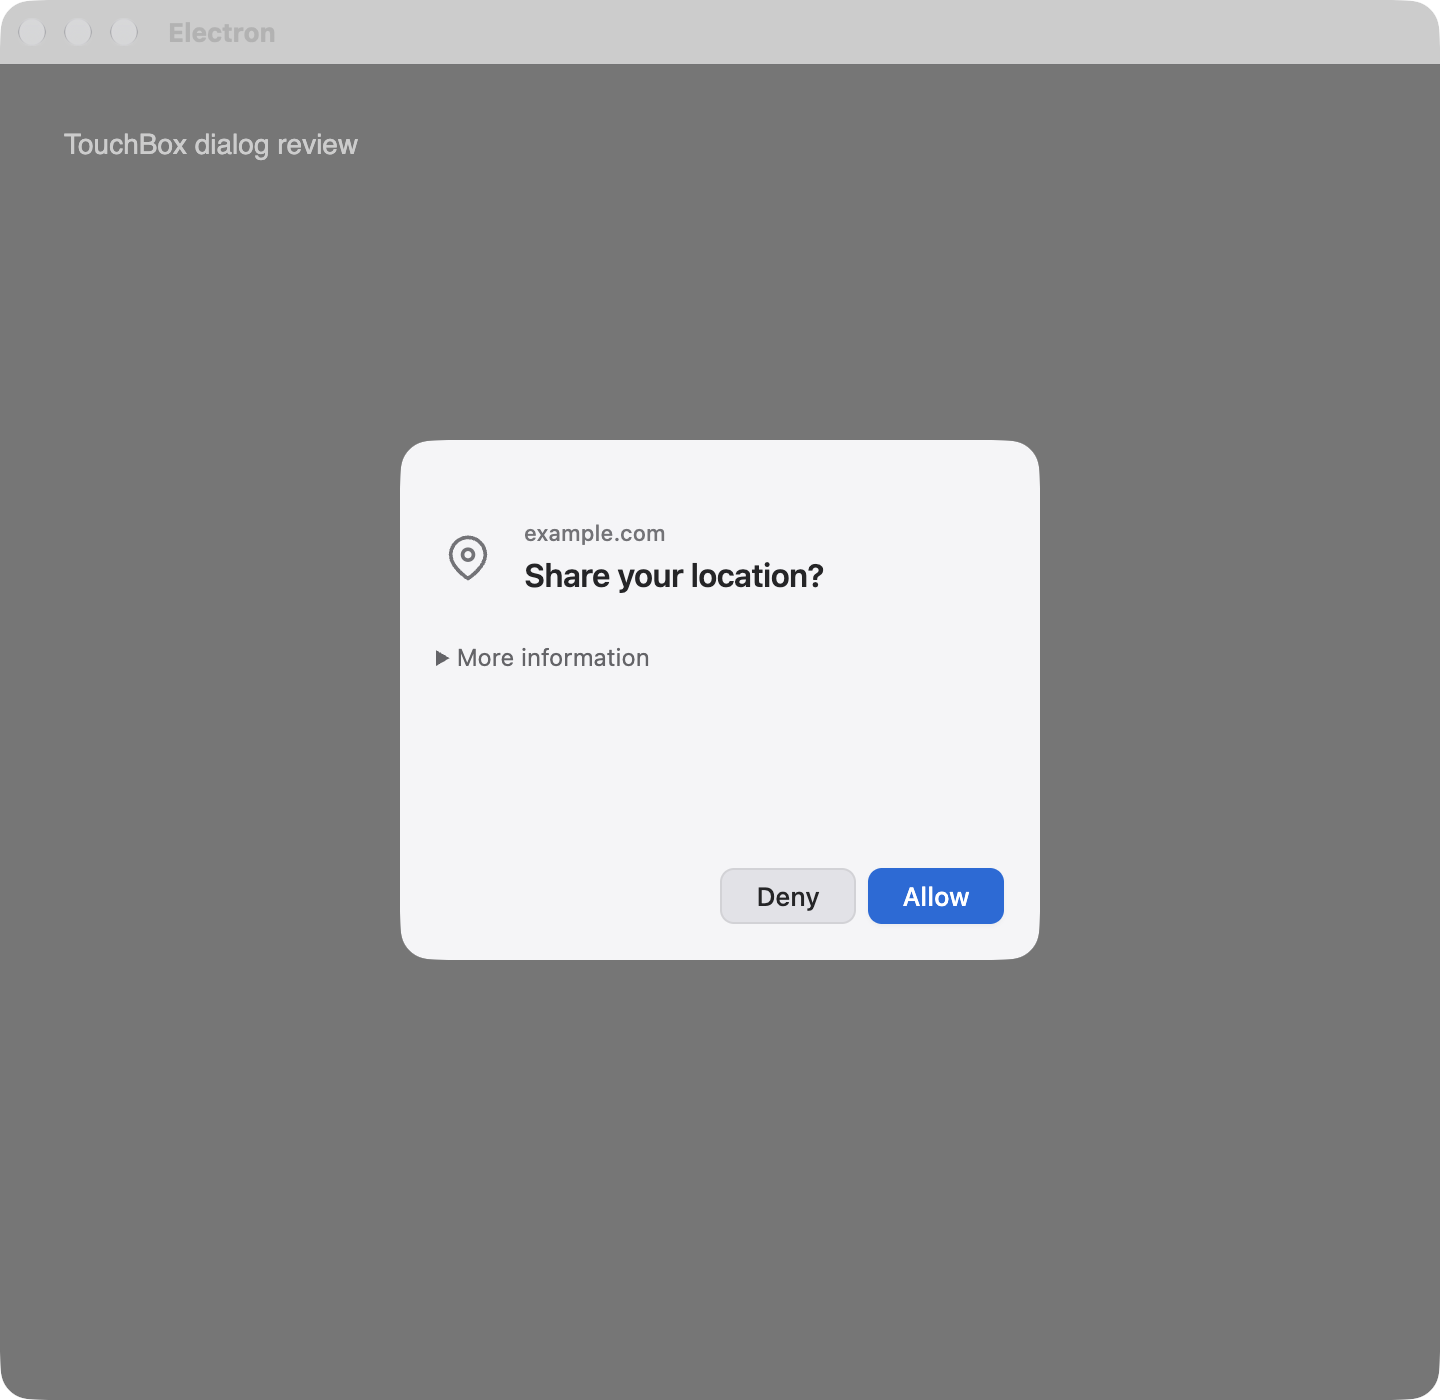 Electron
TouchBox dialog review
example.com
Share your location?
More information
Deny
Allow